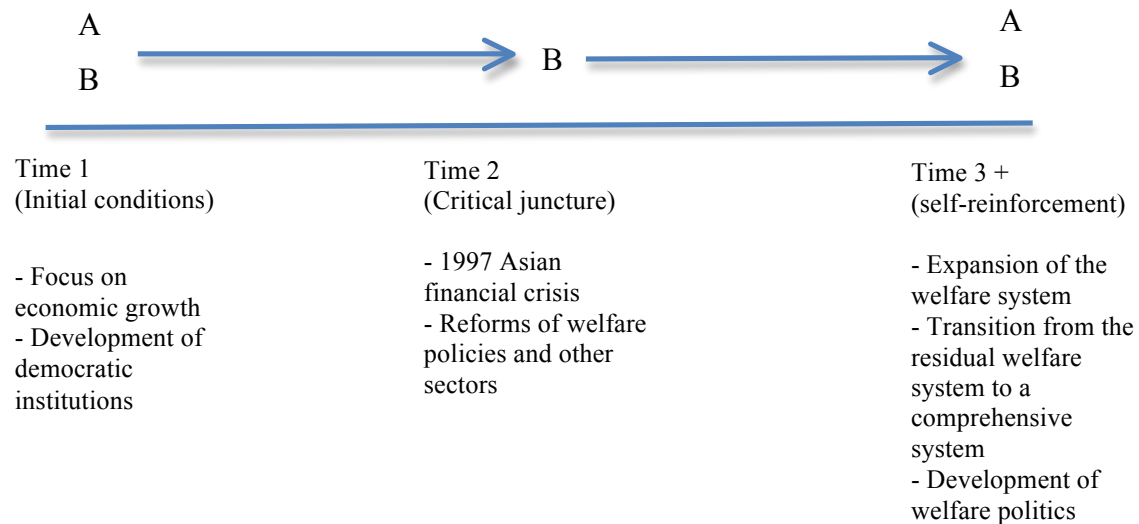 A
B
B
A
B
Time 1
(Initial conditions)
- Focus on
economic growth
- Development of
democratic
institutions
Time 2
(Critical juncture)
- 1997 Asian
financial crisis
- Reforms of welfare
policies and other
sectors
Time 3 +
(self-reinforcement)
- Expansion of the
welfare system
- Transition from the
residual welfare
system to a
comprehensive
system
- Development of
welfare politics